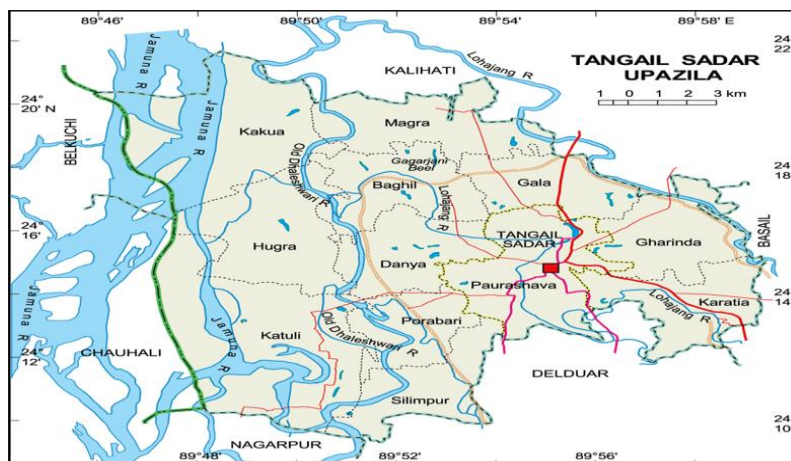 89°46'
89°50'
89°54'
89°58' E
24°
22'
TANGAIL SADAR
UPAZILA
1 0 1 2 3 km
KALIHATI
Lohajang R
Jamuna R
Jamuna R
24°
20' N
Kakua
Magra
BELKUCHI
Old Dhaleshwari R
Gagarjani
Beel
Baghil
Lohajang R
Gala
24°
18'
24°
16'
Hugra
TANGAIL
SADAR
Gharinda
BASAIL
Danya
Paurashava
24°
14'
Jamuna R
Lohajang R
Karatia
Porabari
Old Dhaleshwari R
Jamuna R
Katuli
CHAUHALI
24°
12'
DELDUAR
Silimpur
NAGARPUR
24°
10'
89°48'
89°52'
89°56'